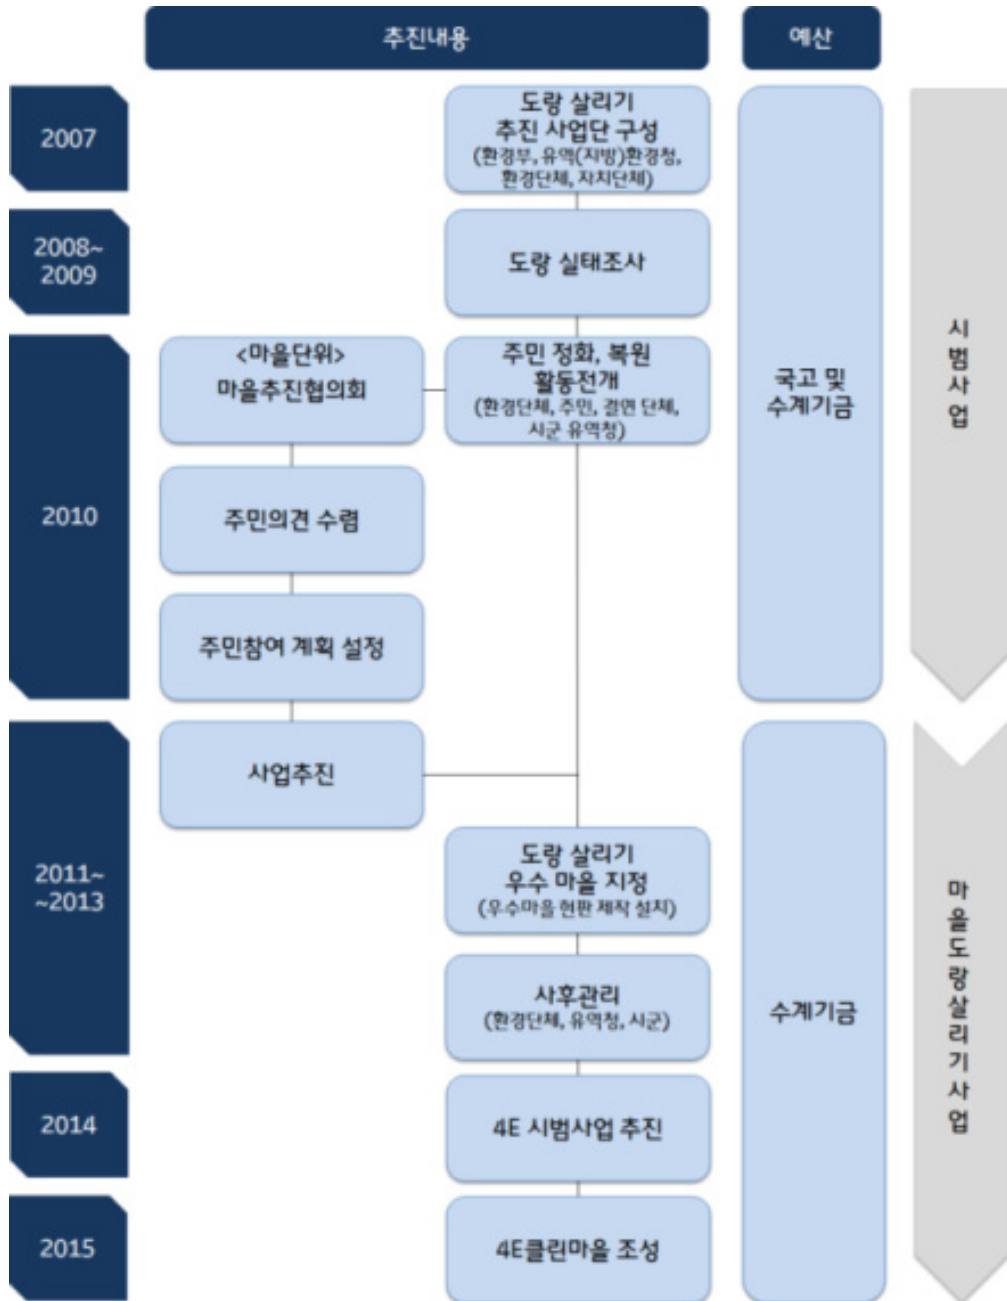 추진내용
예산
2007
도랑 살리기
추진 사업단 구성
(환경부, 유역(지방)환경청,
환경단체, 자치단체)
2008~
2009
도랑 실태조사
2010
<마을단위>
마을추진협의회
주민 정화, 복원
활동전개
(환경단체, 주민, 결연 단체,
시군 유역청)
주민의견 수렴
주민참여 계획 설정
국고 및
수계기금
시범사업
2011~
~2013
사업추진
도랑 살리기
우수 마을 지정
(우수마을 현판 제작 설치)
사후관리
(환경단체, 유역청, 시군)
2014
4E 시범사업 추진
2015
4E클린마을 조성
수계기금
마을도랑살리기사업